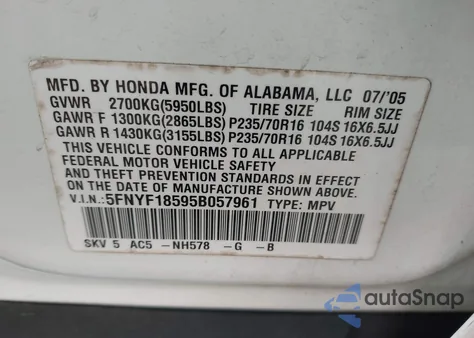 MFD. BY HONDA MFG. OF ALABAMA, LLC 07/'05
GVWR 2700KG(5950LBS) TIRE SIZE RIM SIZE
GAWR F 1300KG(2865LBS) P235/70R16 104S 16X6.5JJ
GAWR R 1430KG(3155LBS) P235/70R16 104S 16X6.5JJ
THIS VEHICLE CONFORMS TO ALL APPLICABLE
FEDERAL MOTOR VEHICLE SAFETY
AND THEFT PREVENTION STANDARDS IN EFFECT
ON THE DATE OF MANUFACTURE SHOWN ABOVE.
V.I.N.: 5FNYF18595B057961 TYPE: MPV
SKV 5 AC5 -NH578 -G -B
autoSnap